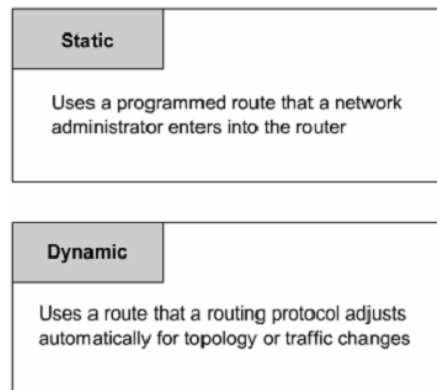 Static
Uses a programmed route that a network
administrator enters into the router
Dynamic
Uses a route that a routing protocol adjusts
automatically for topology or traffic changes